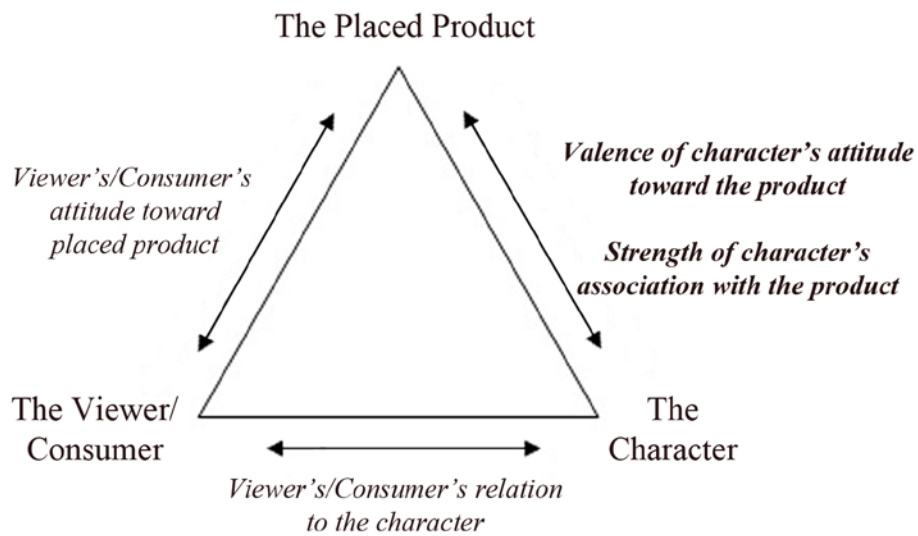 The Placed Product
Viewer's/Consumer's
attitude toward
placed product
Valence of character's attitude
toward the product
Strength of character's
association with the product
The Viewer/
Consumer
The
Character
Viewer's/Consumer's relation
to the character